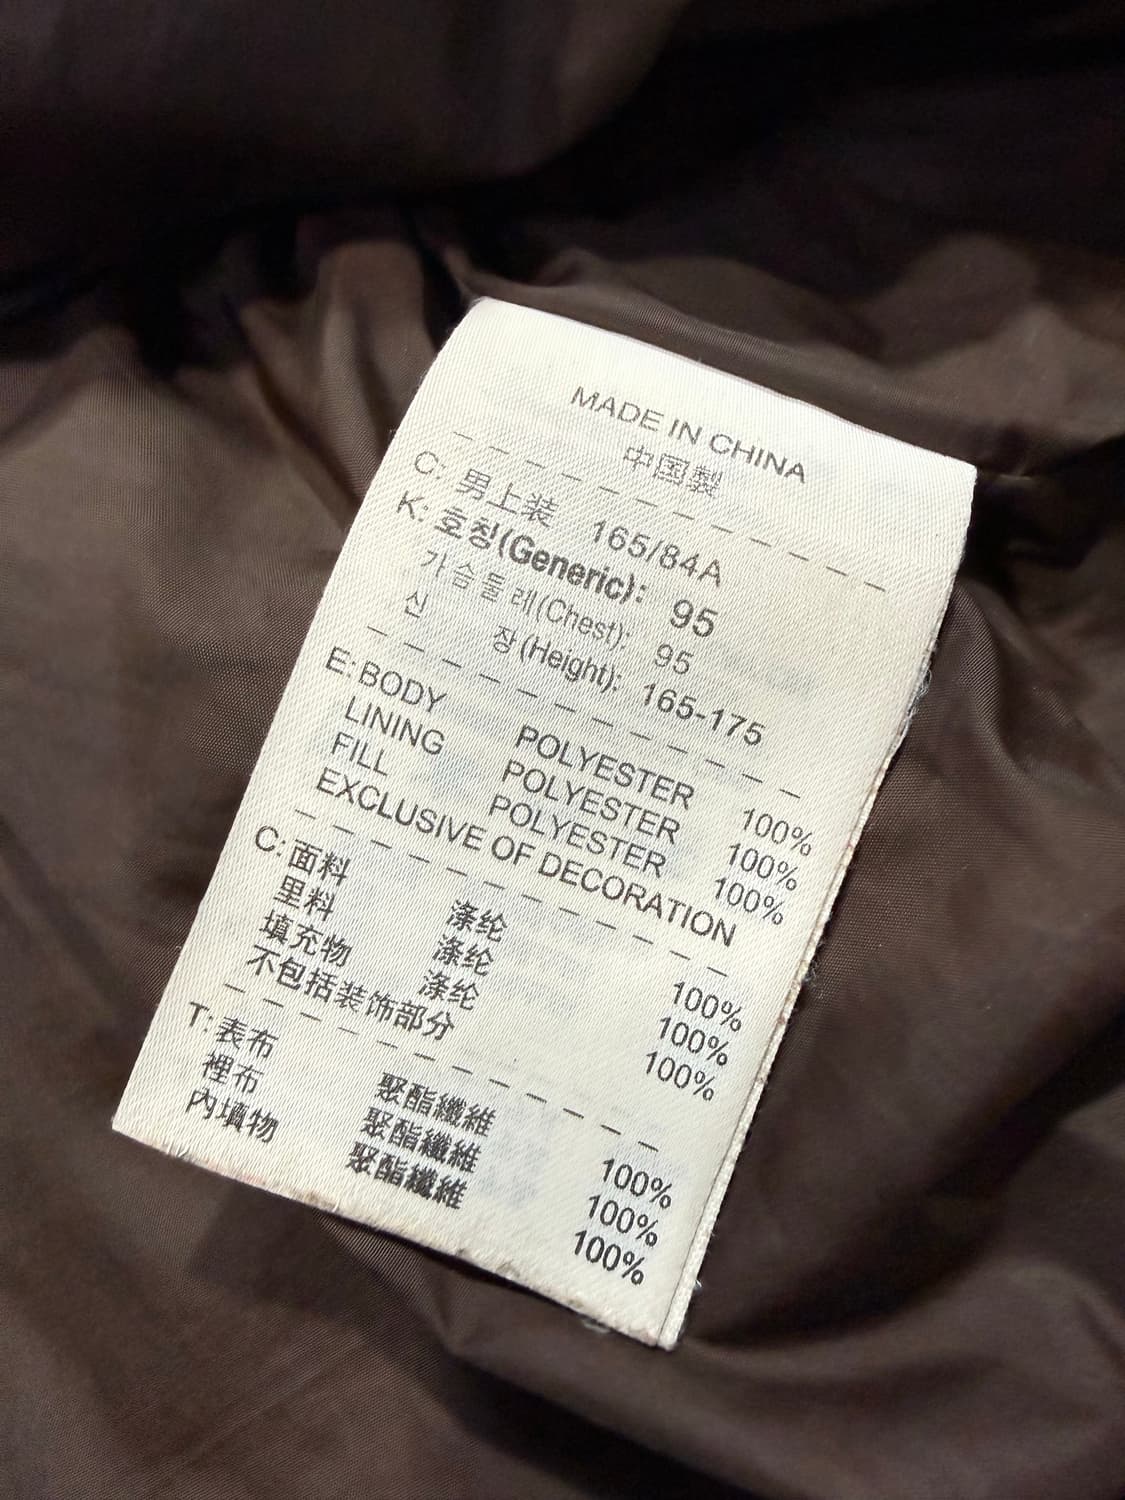 MADE IN CHINA
中国製
C: 男上装 165/84A
K: 호칭(Generic): 95
가슴둘레(Chest): 95
신 장(Height): 165-175
E: BODY POLYESTER 100%
LINING POLYESTER 100%
FILL POLYESTER 100%
EXCLUSIVE OF DECORATION
C: 面料 涤纶 100%
里料 涤纶 100%
填充物 涤纶 100%
不包括装饰部分
T: 表布 聚酯纖維 100%
裡布 聚酯纖維 100%
內填物 聚酯纖維 100%